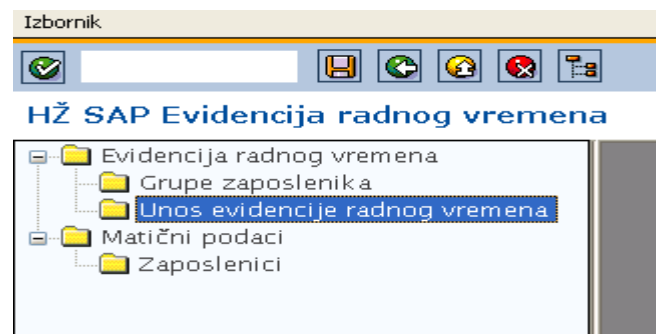 Izbornik
HŽ SAP Evidencija radnog vremena
Evidencija radnog vremena
Grupe zaposlenika
Unos evidencije radnog vremena
Matični podaci
Zaposlenici